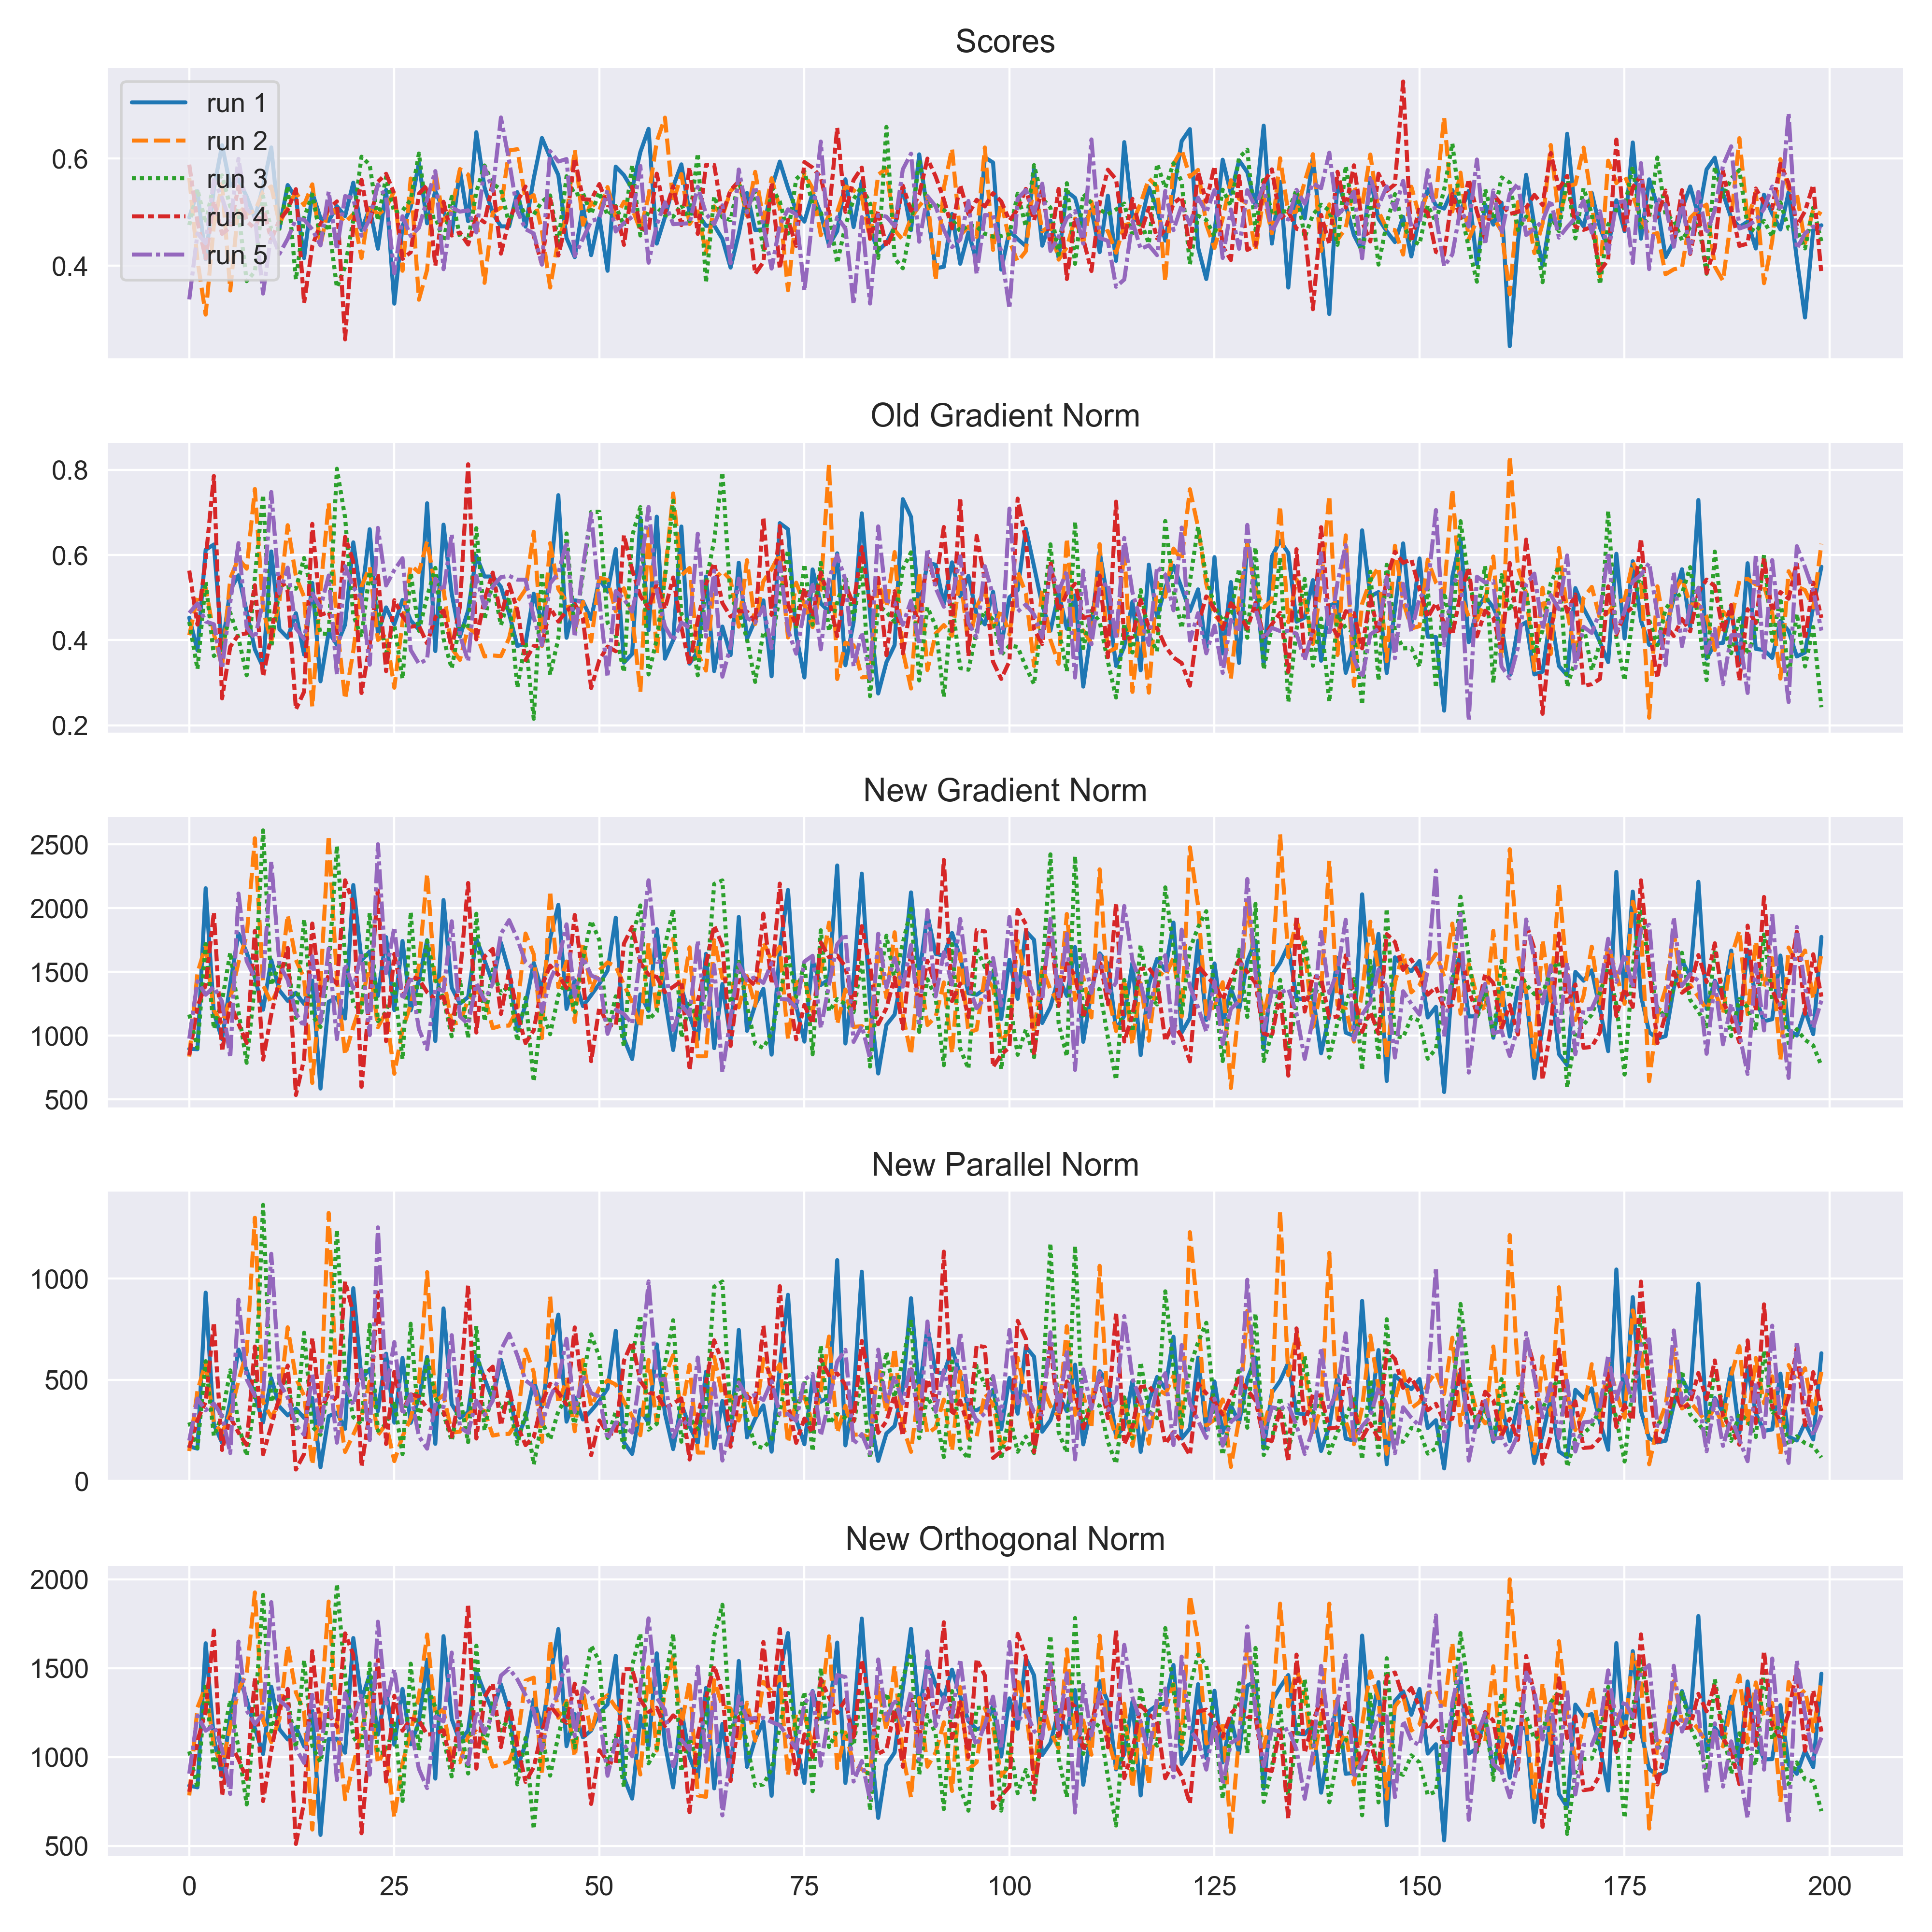 Scores
run 1
run 2
run 3
run 4
run 5
0.6
0.4
Old Gradient Norm
0.8
0.6
0.4
0.2
New Gradient Norm
2500
2000
1500
1000
500
New Parallel Norm
1000
500
0
New Orthogonal Norm
2000
1500
1000
500
0 25 50 75 100 125 150 175 200